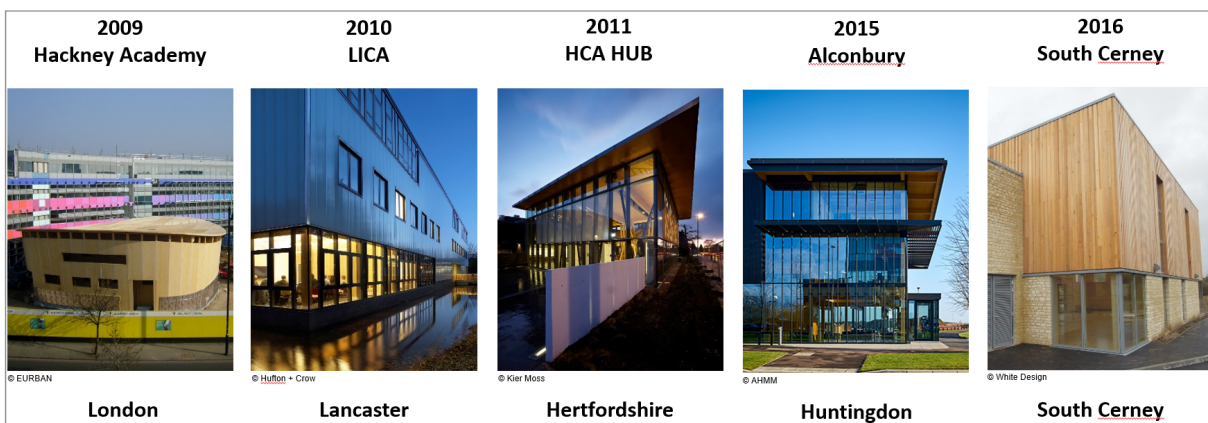 2009
Hackney Academy
2010
LICA
2011
HCA HUB
2015
Alconbury
2016
South Cerney
© EURBAN
© Hufton + Crow
© Kier Moss
© AHMM
© White Design
London
Lancaster
Hertfordshire
Huntingdon
South Cerney